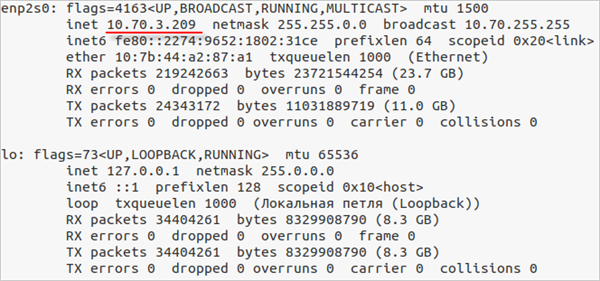 enp2s0: flags=4163<UP,BROADCAST,RUNNING,MULTICAST>  mtu 1500
        inet 10.70.3.209  netmask 255.255.0.0  broadcast 10.70.255.255
        inet6 fe80::2274:9652:1802:31ce  prefixlen 64  scopeid 0x20<link>
        ether 10:7b:44:a2:87:a1  txqueuelen 1000  (Ethernet)
        RX packets 219242663  bytes 23721544254 (23.7 GB)
        RX errors 0  dropped 0  overruns 0  frame 0
        TX packets 24343172  bytes 11031889719 (11.0 GB)
        TX errors 0  dropped 0 overruns 0  carrier 0  collisions 0

lo: flags=73<UP,LOOPBACK,RUNNING>  mtu 65536
        inet 127.0.0.1  netmask 255.0.0.0
        inet6 ::1  prefixlen 128  scopeid 0x10<host>
        loop  txqueuelen 1000  (Локальная петля (Loopback))
        RX packets 34404261  bytes 8329908790 (8.3 GB)
        RX errors 0  dropped 0  overruns 0  frame 0
        TX packets 34404261  bytes 8329908790 (8.3 GB)
        TX errors 0  dropped 0 overruns 0  carrier 0  collisions 0